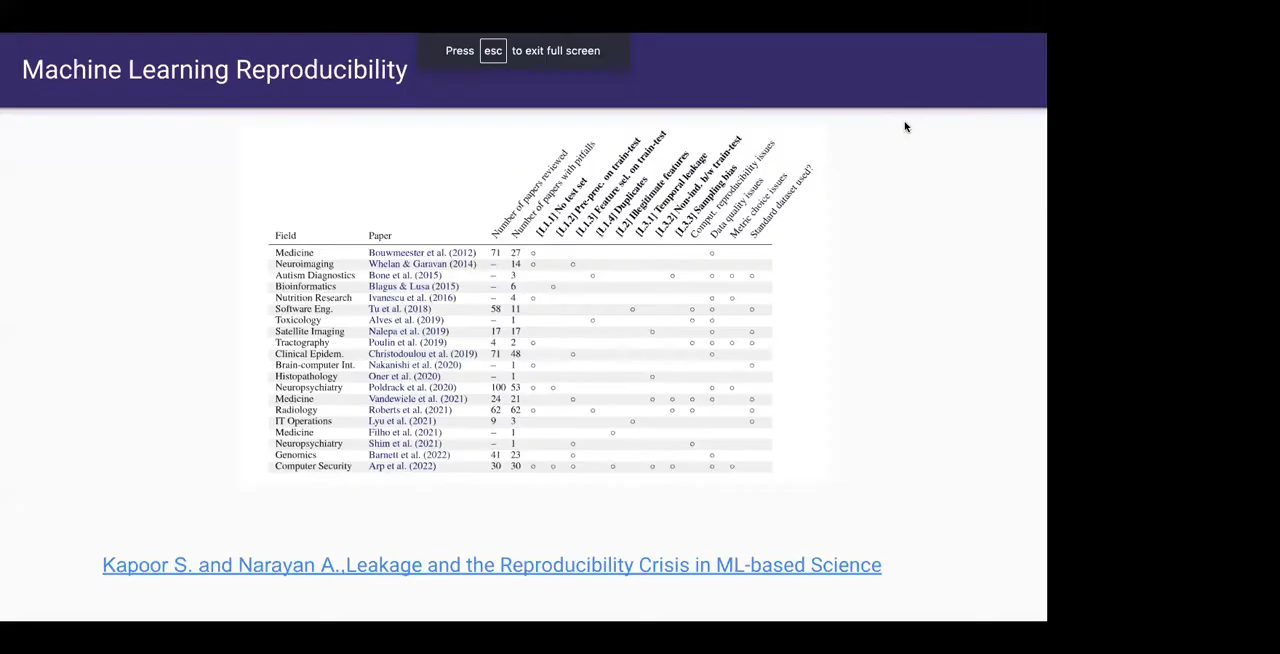 Press esc to exit full screen
Machine Learning Reproducibility
Number of papers reviewed
Number of papers with pitfalls
[L1.1] No test set
[L1.2] Pre-proc. on train-test
[L1.3] Feature sel. on train-test
[L1.4] Duplicates
[L2] Illegitimate features
[L3.1] Temporal leakage
[L3.2] Non-ind. b/w train-test
[L3.3] Sampling bias
Comput. reproducibility issues
Data quality issues
Metric choice issues
Standard dataset used?
Field Paper
Medicine Bouwmeester et al. (2012) 71 27 ○ ○
Neuroimaging Whelan & Garavan (2014) – 14 ○ ○
Autism Diagnostics Bone et al. (2015) – 3 ○ ○ ○ ○ ○
Bioinformatics Blagus & Lusa (2015) – 6 ○
Nutrition Research Ivanescu et al. (2016) – 4 ○ ○ ○
Software Eng. Tu et al. (2018) 58 11 ○ ○ ○ ○
Toxicology Alves et al. (2019) – 1 ○ ○ ○
Satellite Imaging Nalepa et al. (2019) 17 17 ○ ○ ○
Tractography Poulin et al. (2019) 4 2 ○ ○ ○ ○ ○
Clinical Epidem. Christodoulou et al. (2019) 71 48 ○ ○
Brain-computer Int. Nakanishi et al. (2020) – 1 ○ ○
Histopathology Oner et al. (2020) – 1 ○
Neuropsychiatry Poldrack et al. (2020) 100 53 ○ ○ ○ ○
Medicine Vandewiele et al. (2021) 24 21 ○ ○ ○ ○ ○ ○
Radiology Roberts et al. (2021) 62 62 ○ ○ ○ ○ ○
IT Operations Lyu et al. (2021) 9 3 ○ ○
Medicine Filho et al. (2021) – 1 ○
Neuropsychiatry Shim et al. (2021) – 1 ○ ○
Genomics Barnett et al. (2022) 41 23 ○ ○
Computer Security Arp et al. (2022) 30 30 ○ ○ ○ ○ ○ ○ ○ ○
Kapoor S. and Narayan A.,Leakage and the Reproducibility Crisis in ML-based Science